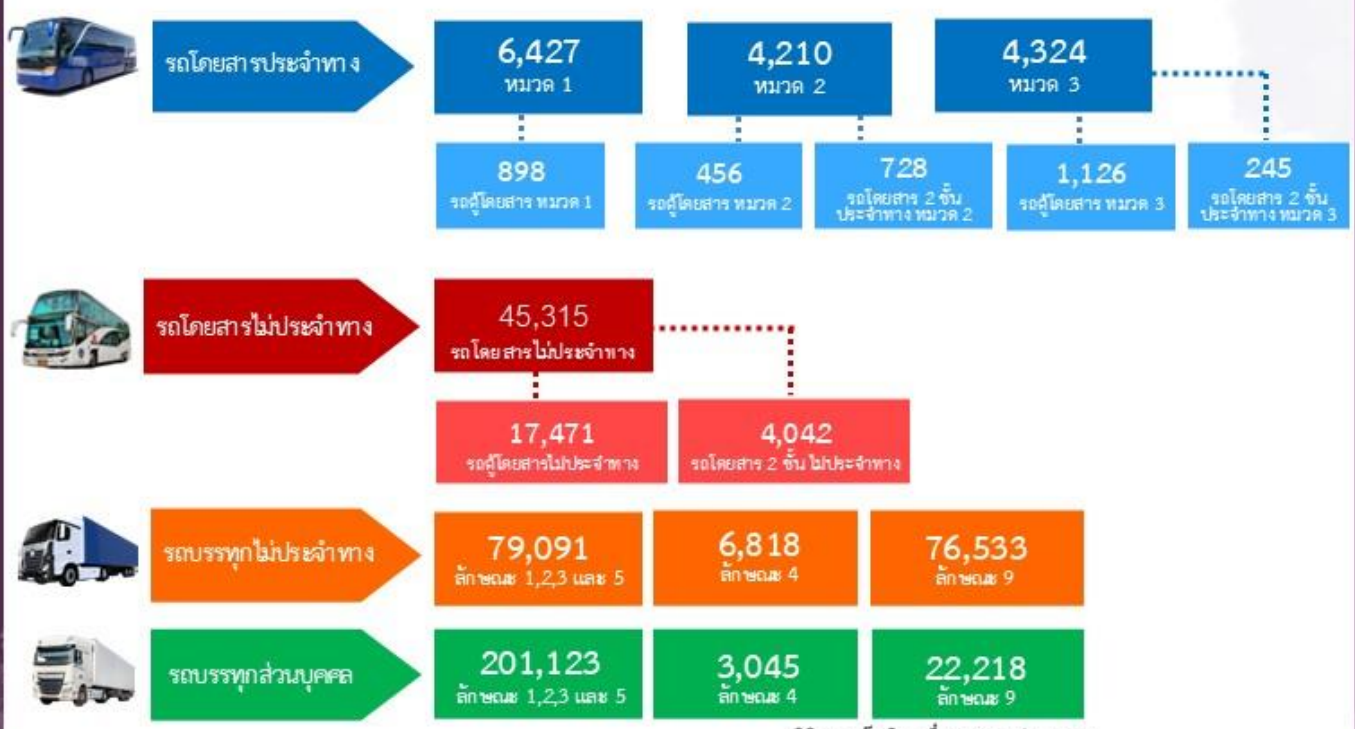 รถโดยสารประจำทาง
6,427
หมวด 1
4,210
หมวด 2
4,324
หมวด 3
898
รถตู้โดยสาร หมวด 1
456
รถตู้โดยสาร หมวด 2
728
รถโดยสาร 2 ชั้น
ประจำทาง หมวด 2
1,126
รถตู้โดยสาร หมวด 3
245
รถโดยสาร 2 ชั้น
ประจำทาง หมวด 3
รถโดยสารไม่ประจำทาง
45,315
รถโดยสารไม่ประจำทาง
17,471
รถตู้โดยสารไม่ประจำทาง
4,042
รถโดยสาร 2 ชั้น ไม่ประจำทาง
รถบรรทุกไม่ประจำทาง
79,091
ลักษณะ 1,2,3 และ 5
6,818
ลักษณะ 4
76,533
ลักษณะ 9
รถบรรทุกส่วนบุคคล
201,123
ลักษณะ 1,2,3 และ 5
3,045
ลักษณะ 4
22,218
ลักษณะ 9